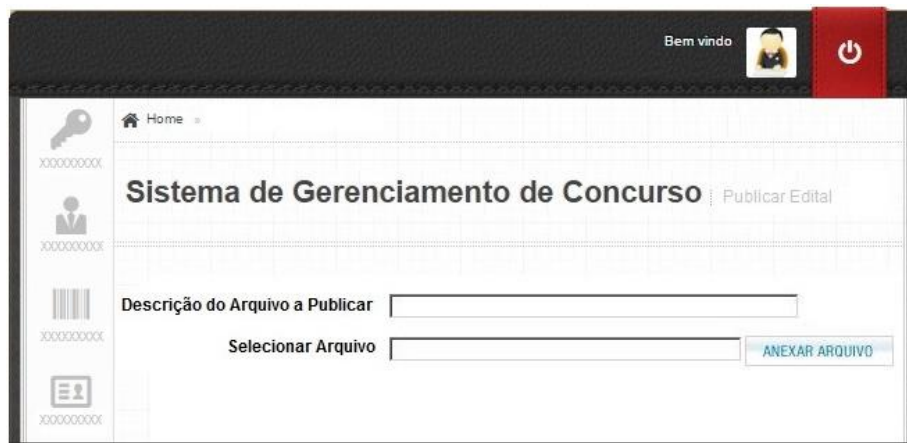 Bem vindo
Home
XXXXXXXXX
Sistema de Gerenciamento de Concurso Publicar Edital
XXXXXXXXX
Descrição do Arquivo a Publicar
XXXXXXXXX
Selecionar Arquivo ANEXAR ARQUIVO
XXXXXXXXX